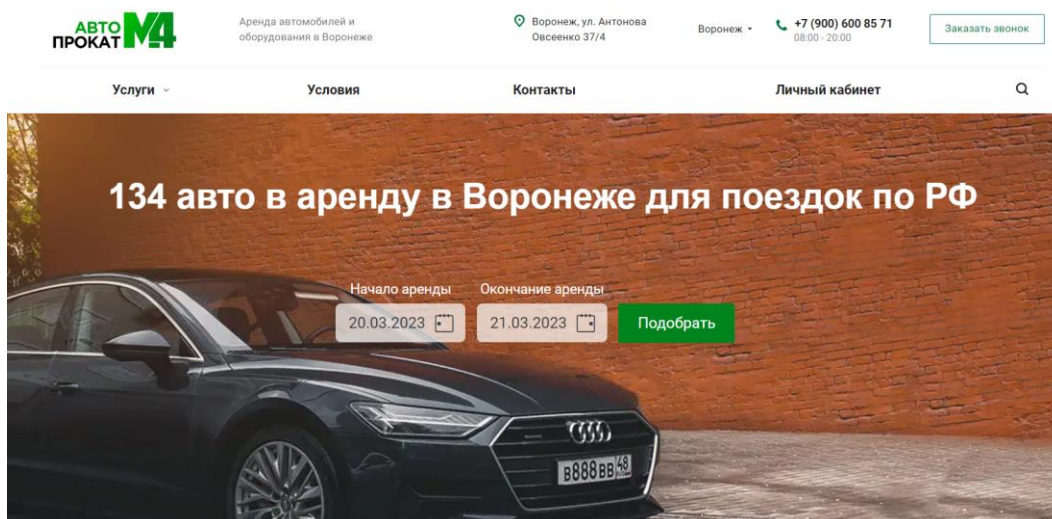 АВТО
ПРОКАТ М4
Аренда автомобилей и
оборудования в Воронеже
Воронеж, ул. Антонова
Овсеенко 37/4
Воронеж
+7 (900) 600 85 71
08:00 - 20:00
Заказать звонок
Услуги
Условия
Контакты
Личный кабинет
134 авто в аренду в Воронеже для поездок по РФ
Начало аренды
Окончание аренды
20.03.2023
21.03.2023
Подобрать
В888ВВ 48